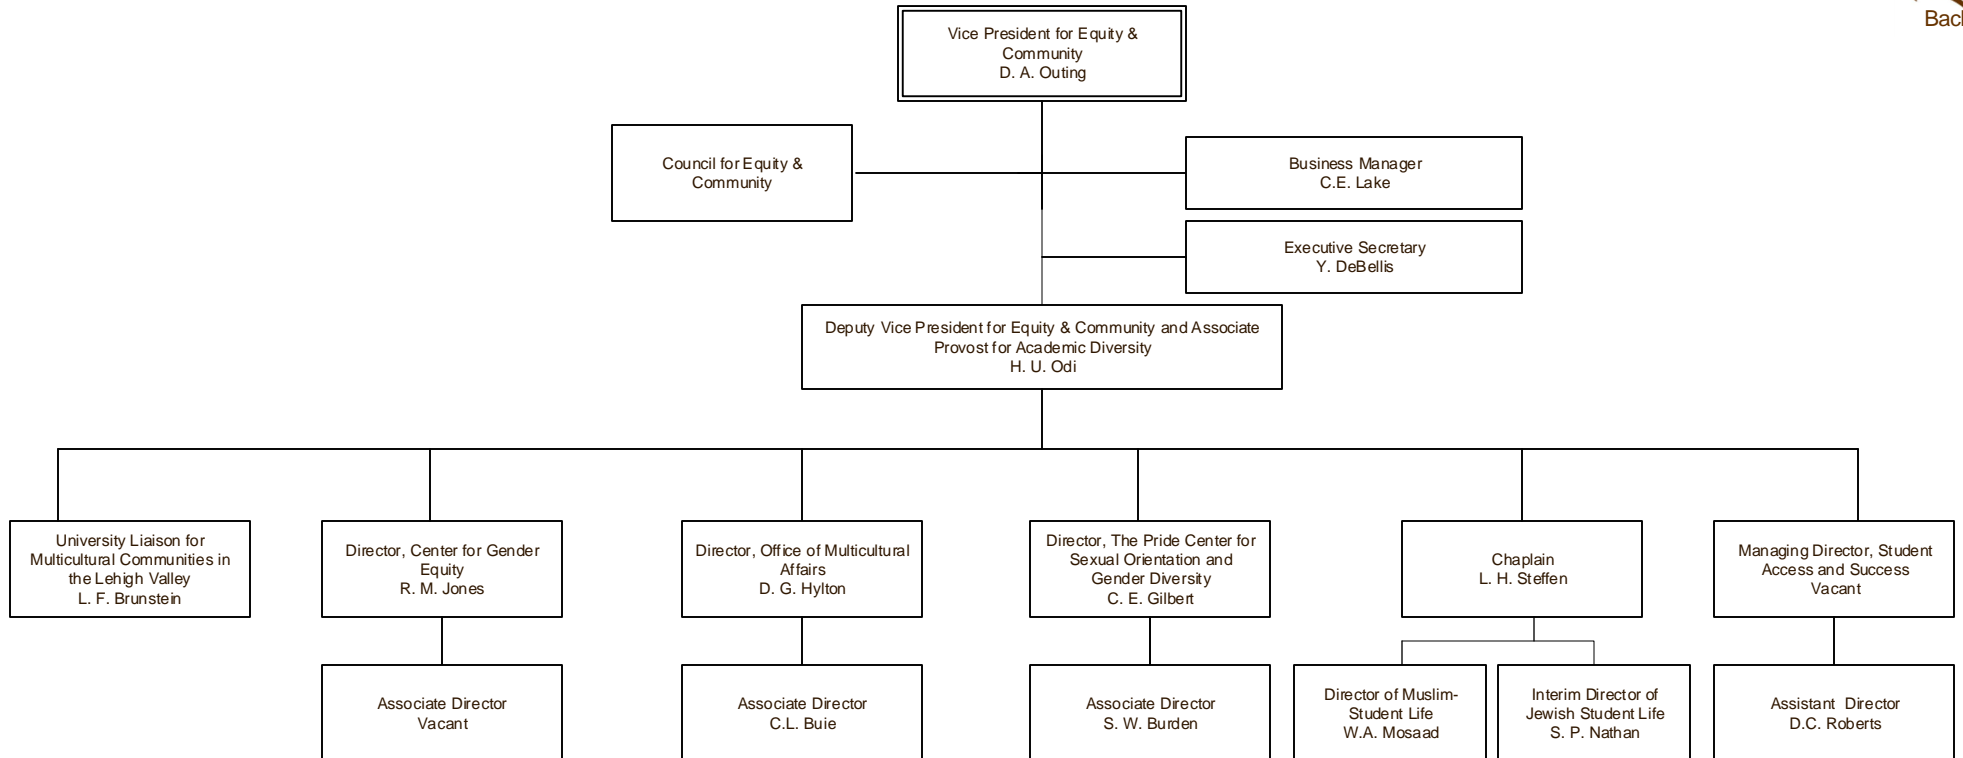 Back
Vice President for Equity &
Community
D. A. Outing
Council for Equity &
Community
Business Manager
C.E. Lake
Executive Secretary
Y. DeBellis
Deputy Vice President for Equity & Community and Associate
Provost for Academic Diversity
H. U. Odi
University Liaison for
Multicultural Communities in
the Lehigh Valley
L. F. Brunstein
Director, Center for Gender
Equity
R. M. Jones
Director, Office of Multicultural
Affairs
D. G. Hylton
Director, The Pride Center for
Sexual Orientation and
Gender Diversity
C. E. Gilbert
Chaplain
L. H. Steffen
Managing Director, Student
Access and Success
Vacant
Associate Director
Vacant
Associate Director
C.L. Buie
Associate Director
S. W. Burden
Director of Muslim-
Student Life
W.A. Mosaad
Interim Director of
Jewish Student Life
S. P. Nathan
Assistant Director
D.C. Roberts